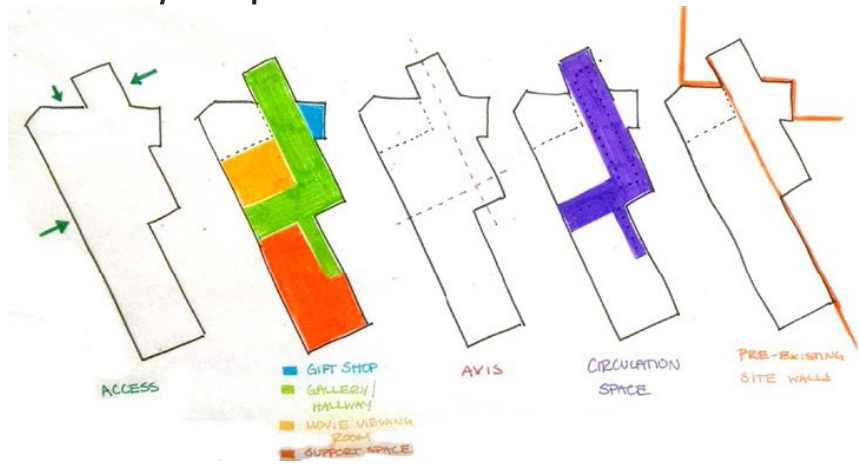 ACCESS
GIFT SHOP
GALLERY/
HALLWAY
MOVIE VIEWING
ROOM
SUPPORT SPACE
AXIS
CIRCULATION
SPACE
PRE-EXISTING
SITE WALLS